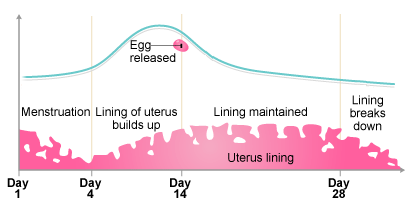 Egg
released
Menstruation
Lining of uterus
builds up
Lining maintained
Lining
breaks
down
Uterus lining
Day
1
Day
4
Day
14
Day
28